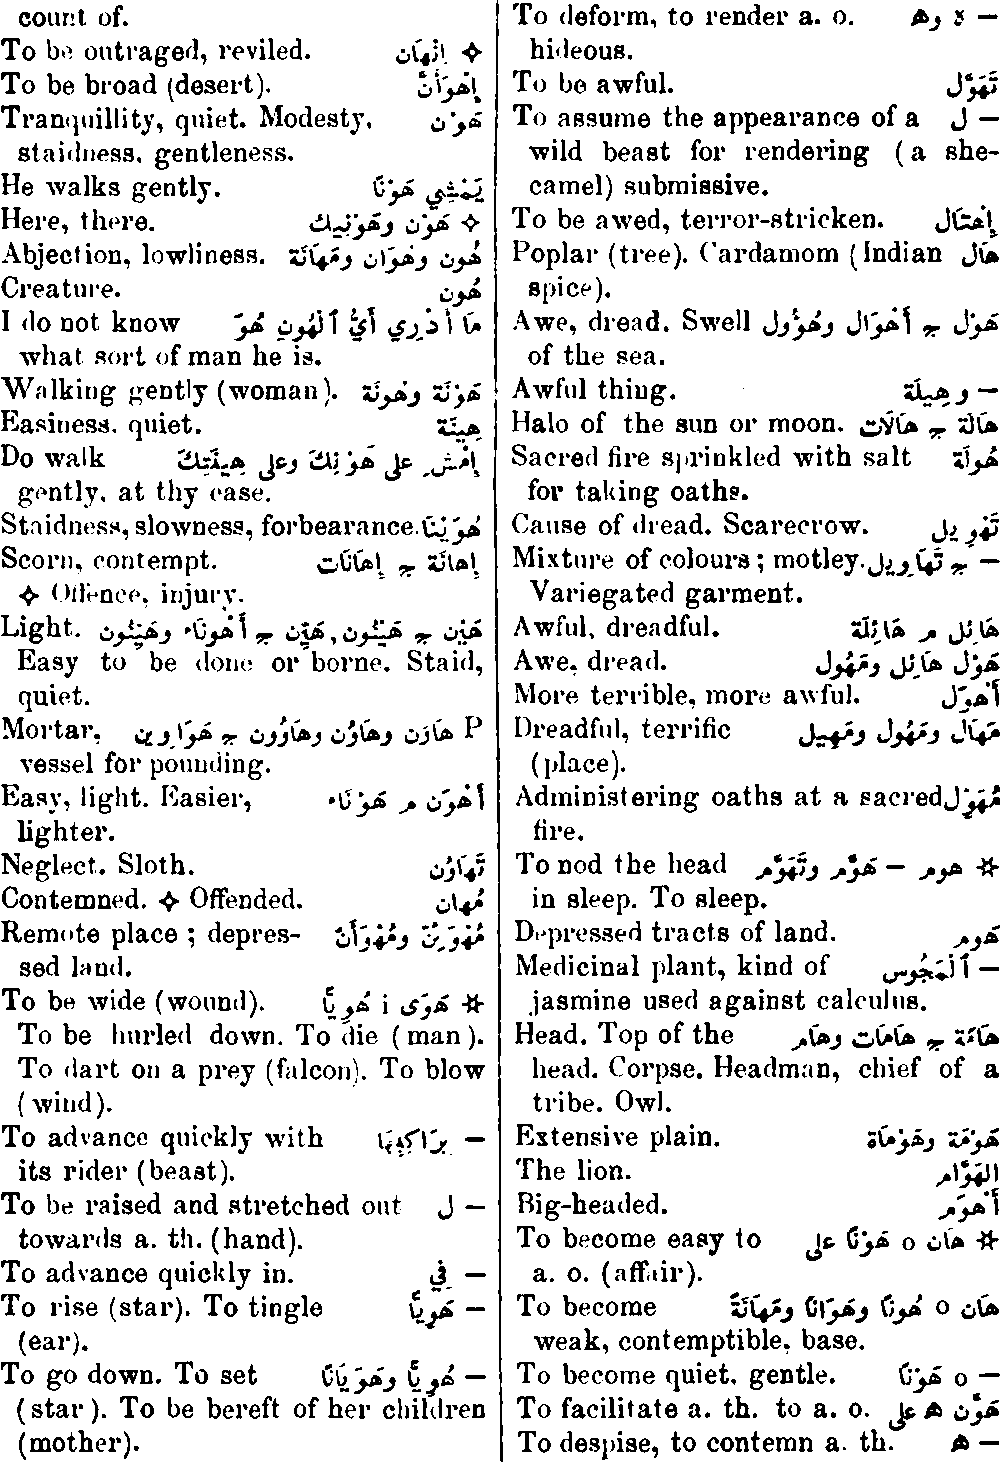 To deform, to render a. o. — ‎ه‎ وه‎
hideous.
To be awful. تَهَوَّل
To assume the appearance of a — ل
wild beast for rendering (a she-
camel) submissive.
To be awed, terror-stricken. إِهْتَال
Poplar (tree). Cardamom (Indian هَال
spice).
Awe, dread. Swell هَوْل ج أَهْوَال وهُؤُول
of the sea.
Awful thing. — وهِيلَة
Halo of the sun or moon. هَالَة ج هَالَات
Sacred fire sprinkled with salt هُولَة
for taking oaths.
Cause of dread. Scarecrow. تَهْوِيل
Mixture of colours; motley. — ج تَهَاوِيل
Variegated garment.
Awful, dreadful. هَائِل م هَائِلَة
Awe, dread. هَوْل هَائِل ومَهُول
More terrible, more awful. أَهْوَل
Dreadful, terrific مَهَال ومَهُول ومَهِيل
(place).
Administering oaths at a sacred مُهَوِّل
fire.
To nod the head ✲ هوم — هَوَّم وتَهَوَّم
in sleep. To sleep.
Depressed tracts of land. هَوم
Medicinal plant, kind of — ٱلْمَجُوس
jasmine used against calculus.
Head. Top of the هَامَة ج هَامَات وهَام
head. Corpse. Headman, chief of a
tribe. Owl.
Extensive plain. هَوْمَة وهَوْمَاة
The lion. الهَوَّام
Big-headed. أَهْوَم
To become easy to ✲ هَان o هَوْنًا على
a. o. (affair).
To become هَان o هُونًا وهَوَانًا ومَهَانَةً
weak, contemptible, base.
To become quiet, gentle. — o هَوْنًا
To facilitate a. th. to a. o. هَوَّن ه على
To despise, to contemn a. th. — ه
count of.
To be outraged, reviled. ✧ إِنْهَان
To be broad (desert). إِهْوَأَنَّ
Tranquillity, quiet. Modesty, هَوْن
staidness, gentleness.
He walks gently. يَمْشِي هَوْنًا
Here, there. ✧ هَوْن وهَوْنِيك
Abjection, lowliness. هُون وهَوَان ومَهَانَة
Creature. هُون
I do not know مَا أَدْرِي أَيُّ ٱلْهُونِ هُوَ
what sort of man he is.
Walking gently (woman). هَوْنَة وهُونَة
Easiness, quiet. هِينَة
Do walk إِمْشِ على هَوْنِكَ وعلى هِينَتِكَ
gently, at thy ease.
Staidness, slowness, forbearance. هُوَيْنَا
Scorn, contempt. إِهَانَة ج إِهَانَات
✧ Offence, injury.
Light. هَيْن ج هَيْنُون, هَيِّن ج أَهْوِنَاء وهَيِّنُون
Easy to be done or borne. Staid,
quiet.
Mortar, P هَاوَن وهَاوُن وهَاوُون ج هَوَاوِين
vessel for pounding.
Easy, light. Easier, أَهْوَن م هَوْنَاء
lighter.
Neglect. Sloth. تَهَاوُن
Contemned. ✧ Offended. مُهَان
Remote place; depres- مُهْوَئِنّ ومُهْوَأَنّ
sed land.
To be wide (wound). ✲ هَوَى i هُوِيًّا
To be hurled down. To die (man).
To dart on a prey (falcon). To blow
(wind).
To advance quickly with — بِرَاكِبِهَا
its rider (beast).
To be raised and stretched out — ل
towards a. th. (hand).
To advance quickly in. — فِي
To rise (star). To tingle — هَوِيًّا
(ear).
To go down. To set — هُوِيًّا وهَوَيَانًا
(star). To be bereft of her children
(mother).